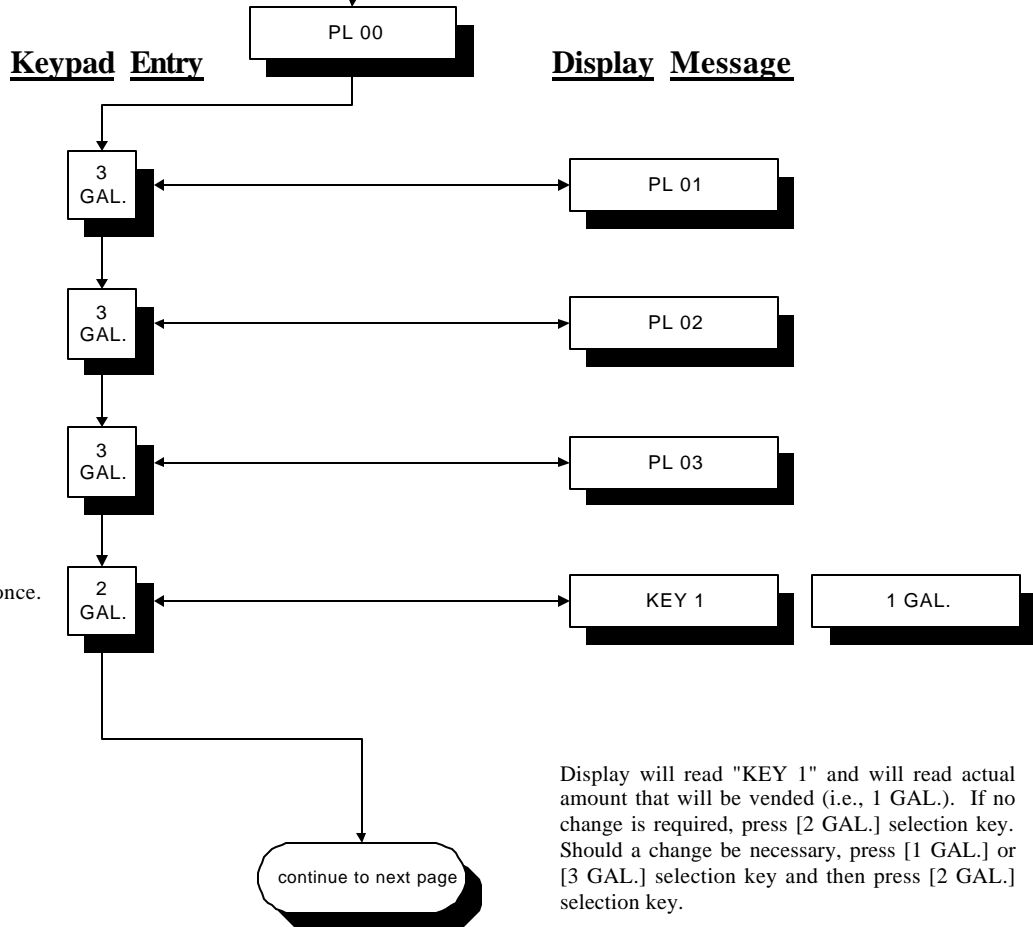 PL 00
Keypad Entry
Display Message
3
GAL.
PL 01
3
GAL.
PL 02
3
GAL.
PL 03
once.
2
GAL.
KEY 1
1 GAL.
Display will read "KEY 1" and will read actual
amount that will be vended (i.e., 1 GAL.). If no
change is required, press [2 GAL.] selection key.
Should a change be necessary, press [1 GAL.] or
[3 GAL.] selection key and then press [2 GAL.]
selection key.
continue to next page